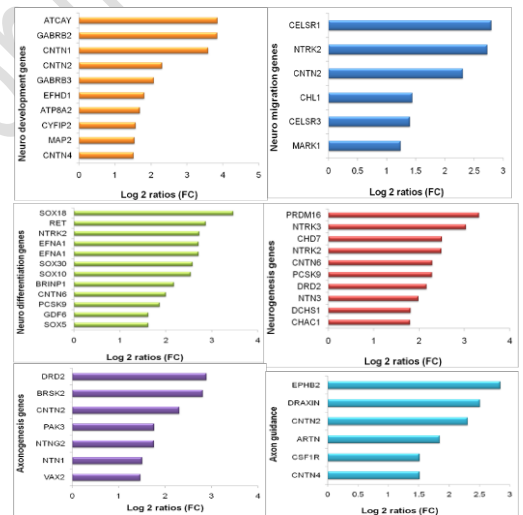 Neuro development genes
ATCAY
GABRB2
CNTN1
CNTN2
GABRB3
EFHD1
ATP8A2
CYFIP2
MAP2
CNTN4
0 1 2 3 4 5
Log 2 ratios (FC)
Neuro migration genes
CELSR1
NTRK2
CNTN2
CHL1
CELSR3
MARK1
0 0.5 1 1.5 2 2.5 3
Log 2 ratios (FC)
Neuro differentiation genes
SOX18
RET
NTRK2
EFNA1
EFNA1
SOX30
SOX10
BRINP1
CNTN6
PCSK9
GDF6
SOX5
0 1 2 3 4
Log 2 ratios (FC)
Neurogenesis genes
PRDM16
NTRK3
CHD7
NTRK2
CNTN6
PCSK9
DRD2
NTN3
DCHS1
CHAC1
0 1 2 3 4
Log 2 ratios (FC)
Axonogenesis genes
DRD2
BRSK2
CNTN2
PAK3
NTNG2
NTN1
VAX2
0 1 2 3 4
Log 2 ratios (FC)
Axon guidance
EPHB2
DRAXIN
CNTN2
ARTN
CSF1R
CNTN4
0 0.5 1 1.5 2 2.5 3
Log 2 ratios (FC)